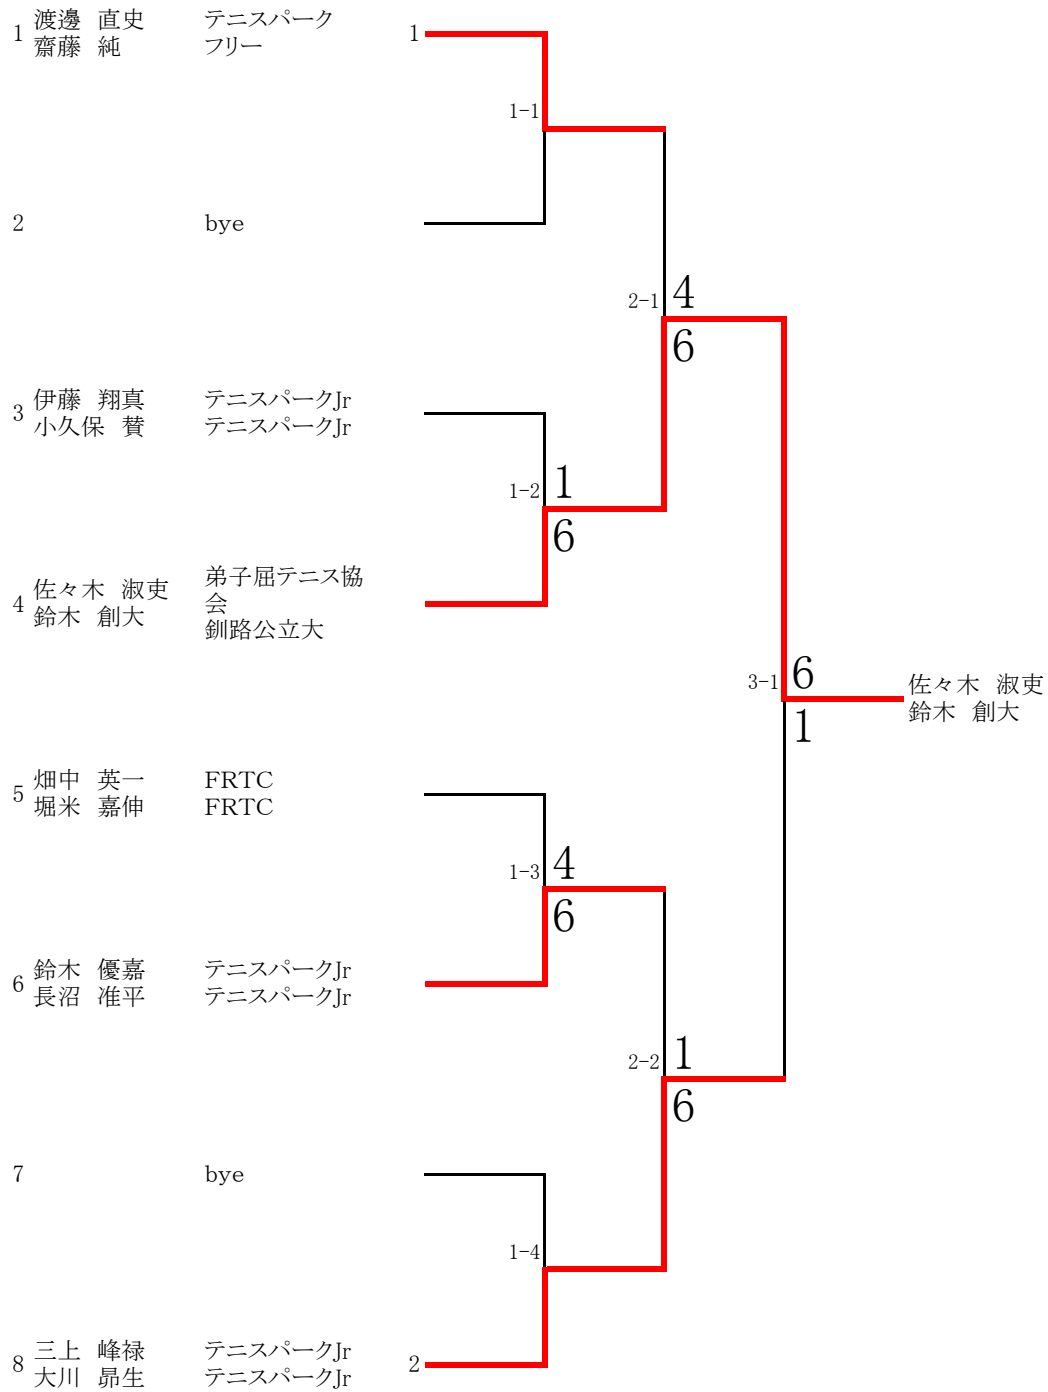 1 渡邊 直史 テニスパーク
齋藤 純 フリー 1
1-1
2 bye
2-1 4
6
3 伊藤 翔真 テニスパークJr
小久保 賛 テニスパークJr
1-2 1
6
4 佐々木 淑吏 弟子屈テニス協
会
鈴木 創大 釧路公立大
3-1 6
1
佐々木 淑吏
鈴木 創大
5 畑中 英一 FRTC
堀米 嘉伸 FRTC
1-3 4
6
6 鈴木 優嘉 テニスパークJr
長沼 准平 テニスパークJr
2-2 1
6
7 bye
1-4
8 三上 峰禄 テニスパークJr
大川 昴生 テニスパークJr 2